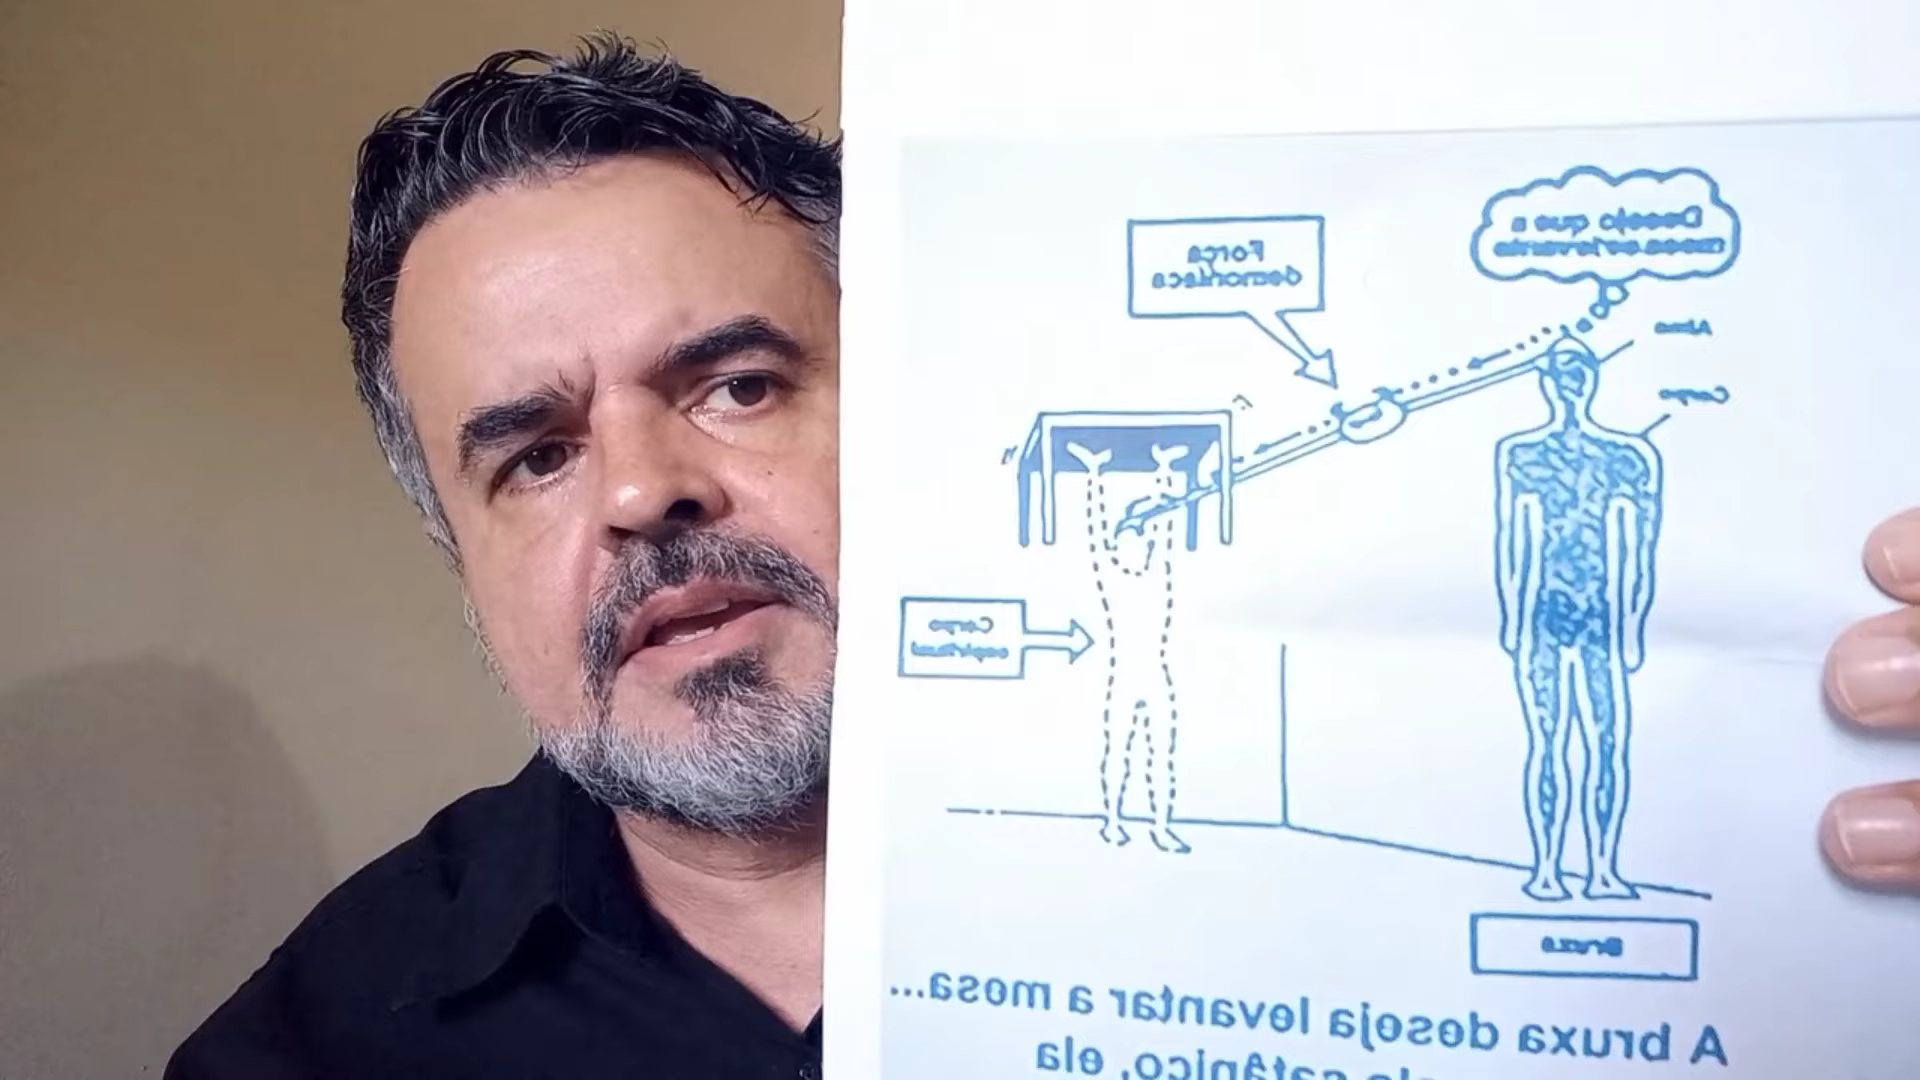 Desejo que a
mesa se levante
Força
demoníaca
Alma
Corpo
Corpo
espiritual
Bruxa
A bruxa deseja levantar a mesa...
satânico, ela